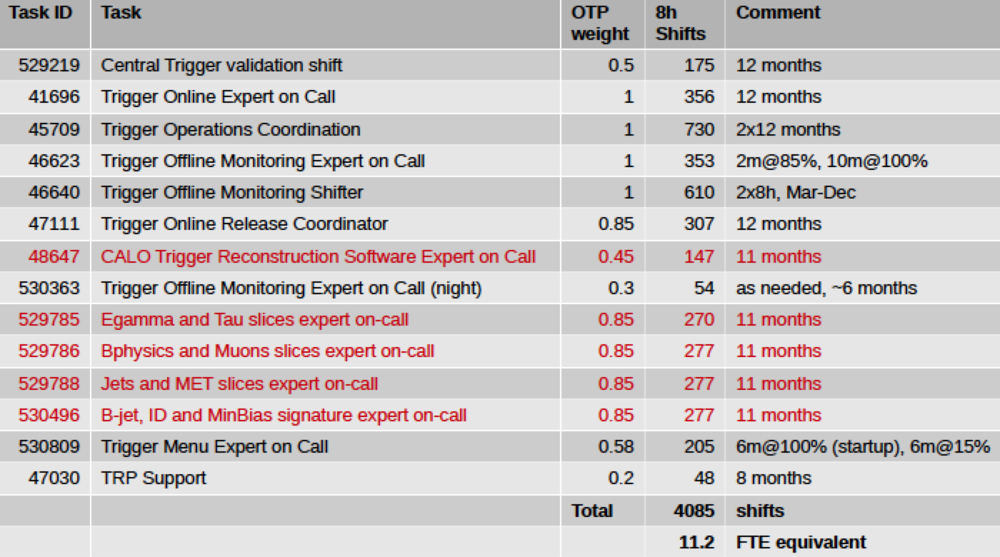 Task ID Task OTP weight 8h Shifts Comment
529219 Central Trigger validation shift 0.5 175 12 months
41696 Trigger Online Expert on Call 1 356 12 months
45709 Trigger Operations Coordination 1 730 2x12 months
46623 Trigger Offline Monitoring Expert on Call 1 353 2m@85%, 10m@100%
46640 Trigger Offline Monitoring Shifter 1 610 2x8h, Mar-Dec
47111 Trigger Online Release Coordinator 0.85 307 12 months
48647 CALO Trigger Reconstruction Software Expert on Call 0.45 147 11 months
530363 Trigger Offline Monitoring Expert on Call (night) 0.3 54 as needed, ~6 months
529785 Egamma and Tau slices expert on-call 0.85 270 11 months
529786 Bphysics and Muons slices expert on-call 0.85 277 11 months
529788 Jets and MET slices expert on-call 0.85 277 11 months
530496 B-jet, ID and MinBias signature expert on-call 0.85 277 11 months
530809 Trigger Menu Expert on Call 0.58 205 6m@100% (startup), 6m@15%
47030 TRP Support 0.2 48 8 months
Total 4085 shifts
11.2 FTE equivalent